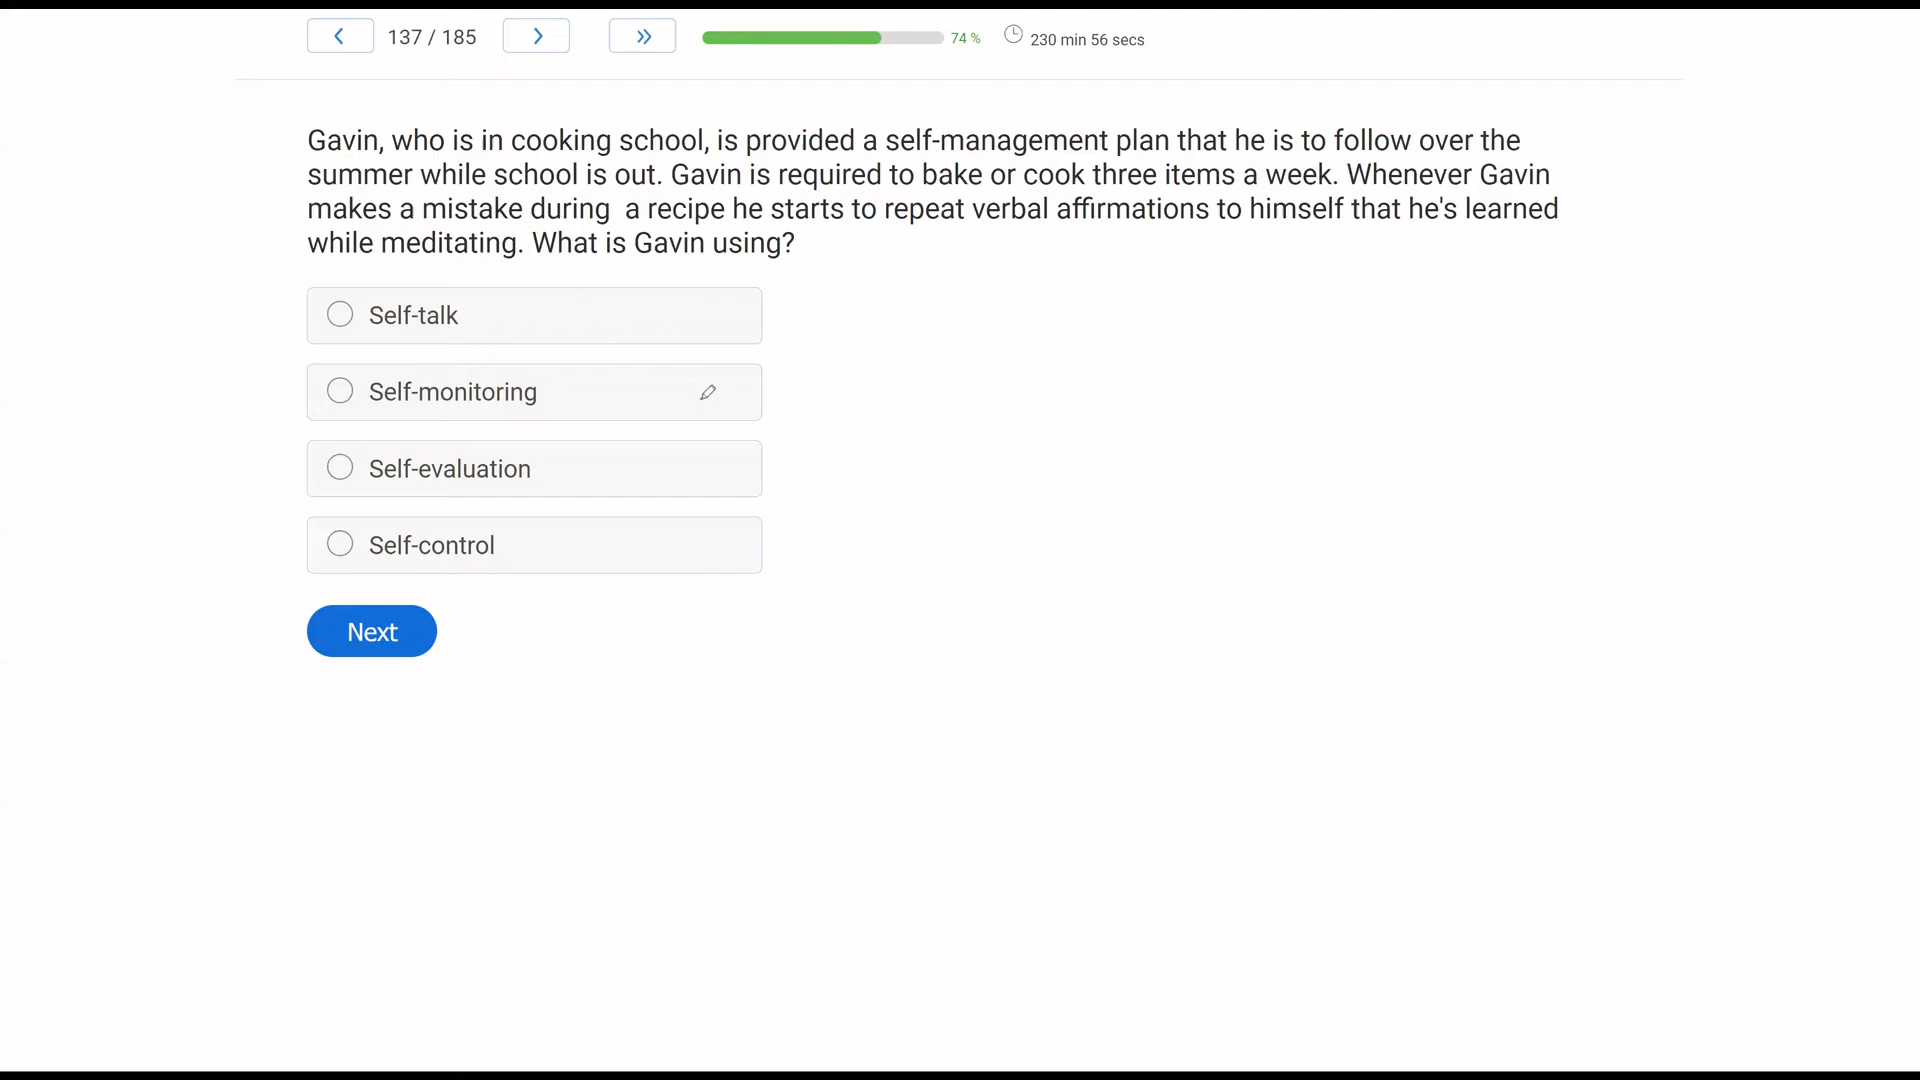 137 / 185
74 %
230 min 56 secs
Gavin, who is in cooking school, is provided a self-management plan that he is to follow over the
summer while school is out. Gavin is required to bake or cook three items a week. Whenever Gavin
makes a mistake during  a recipe he starts to repeat verbal affirmations to himself that he's learned
while meditating. What is Gavin using?
Self-talk
Self-monitoring
Self-evaluation
Self-control
Next